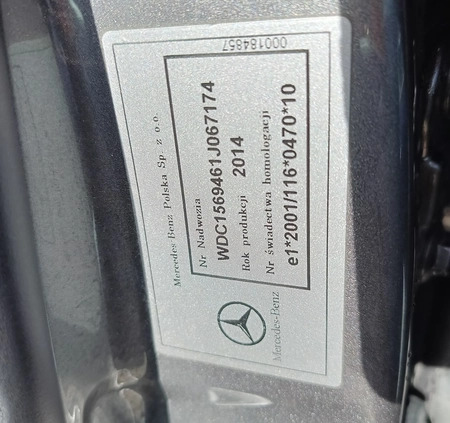 Mercedes Benz Polska Sp. z o.o.
Nr Nadwozia
WDC1569461J067174
Rok produkcji 2014
Nr świadectwa homologacji
e1*2001/116*0470*10
Mercedes-Benz
000184857